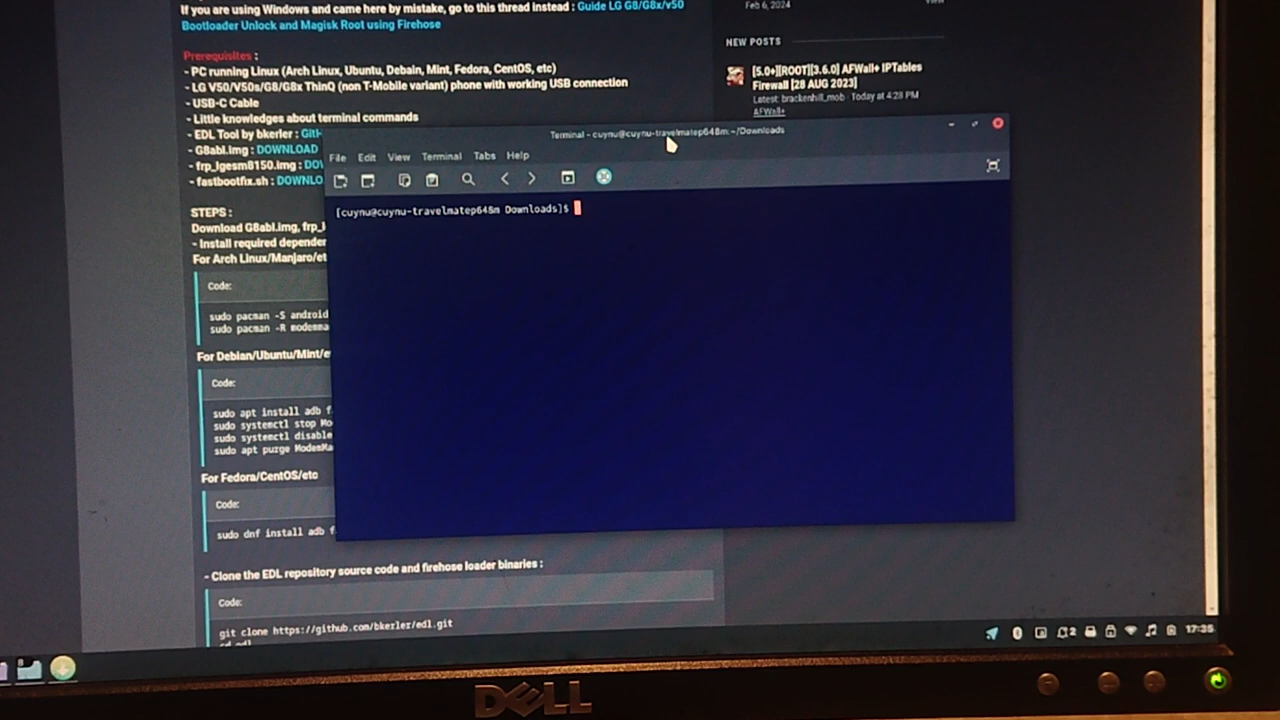 If you are using Windows and came here by mistake, go to this thread instead : Guide LG G8/G8x/v50
Bootloader Unlock and Magisk Root using Firehose
Prerequisites :
- PC running Linux (Arch Linux, Ubuntu, Debain, Mint, Fedora, CentOS, etc)
- LG V50/V50s/G8/G8x ThinQ (non T-Mobile variant) phone with working USB connection
- USB-C Cable
- Little knowledges about terminal commands
- EDL Tool by bkerler : Gith
- G8abl.img : DOWNLOAD
- frp_lgesm8150.img : DOW
- fastbootfix.sh : DOWNLO
STEPS :
Download G8abl.img, frp_l
- Install required depender
For Arch Linux/Manjaro/et
Code:
sudo pacman -S android
sudo pacman -R modemma
For Debian/Ubuntu/Mint/e
Code:
sudo apt install adb f
sudo systemctl stop Mo
sudo systemctl disable
sudo apt purge ModemMa
For Fedora/CentOS/etc
Code:
sudo dnf install adb f
- Clone the EDL repository source code and firehose loader binaries :
Code:
git clone https://github.com/bkerler/edl.git
cd edl
Feb 6, 2024
View
NEW POSTS
[5.0+][ROOT][3.6.0] AFWall+ IPTables
Firewall [28 AUG 2023]
Latest: brackenhill_mob · Today at 4:28 PM
AFWall+
Terminal - cuynu@cuynu-travelmatep648m:~/Downloads
File Edit View Terminal Tabs Help
[cuynu@cuynu-travelmatep648m Downloads]$
2
17:35
DELL